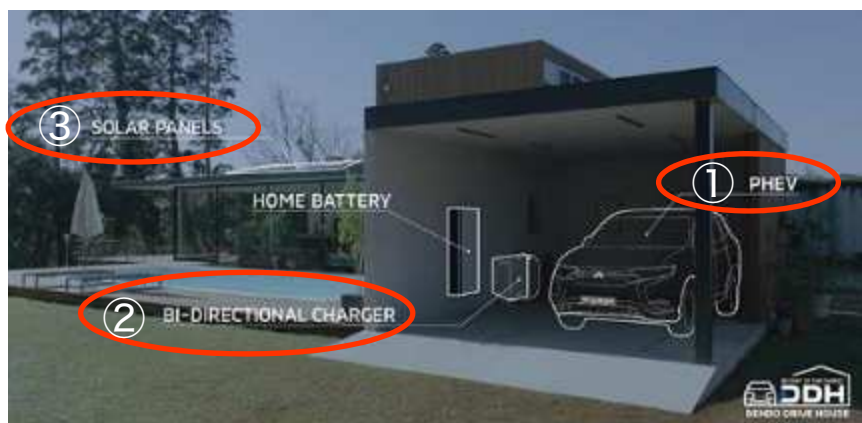 ③ SOLAR PANELS
① PHEV
HOME BATTERY
② BI-DIRECTIONAL CHARGER
DDH
DENDO DRIVE HOUSE